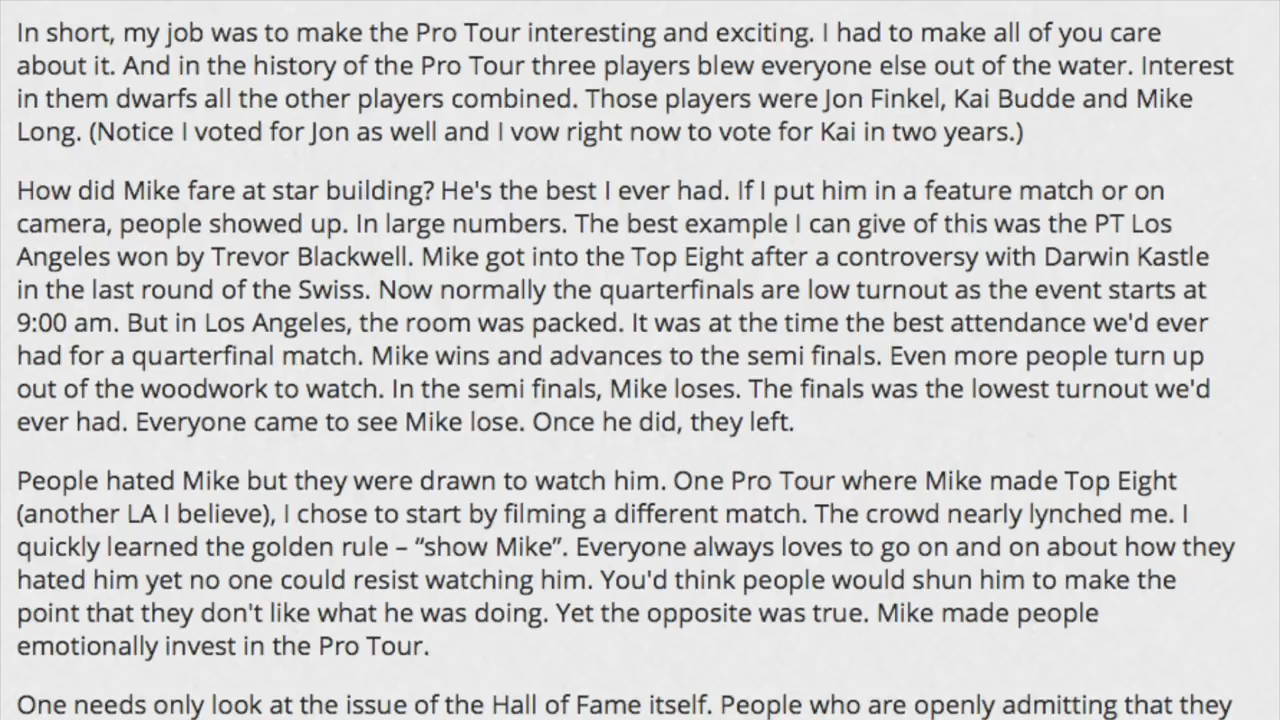 In short, my job was to make the Pro Tour interesting and exciting. I had to make all of you care
about it. And in the history of the Pro Tour three players blew everyone else out of the water. Interest
in them dwarfs all the other players combined. Those players were Jon Finkel, Kai Budde and Mike
Long. (Notice I voted for Jon as well and I vow right now to vote for Kai in two years.)
How did Mike fare at star building? He's the best I ever had. If I put him in a feature match or on
camera, people showed up. In large numbers. The best example I can give of this was the PT Los
Angeles won by Trevor Blackwell. Mike got into the Top Eight after a controversy with Darwin Kastle
in the last round of the Swiss. Now normally the quarterfinals are low turnout as the event starts at
9:00 am. But in Los Angeles, the room was packed. It was at the time the best attendance we'd ever
had for a quarterfinal match. Mike wins and advances to the semi finals. Even more people turn up
out of the woodwork to watch. In the semi finals, Mike loses. The finals was the lowest turnout we'd
ever had. Everyone came to see Mike lose. Once he did, they left.
People hated Mike but they were drawn to watch him. One Pro Tour where Mike made Top Eight
(another LA I believe), I chose to start by filming a different match. The crowd nearly lynched me. I
quickly learned the golden rule – “show Mike”. Everyone always loves to go on and on about how they
hated him yet no one could resist watching him. You'd think people would shun him to make the
point that they don't like what he was doing. Yet the opposite was true. Mike made people
emotionally invest in the Pro Tour.
One needs only look at the issue of the Hall of Fame itself. People who are openly admitting that they